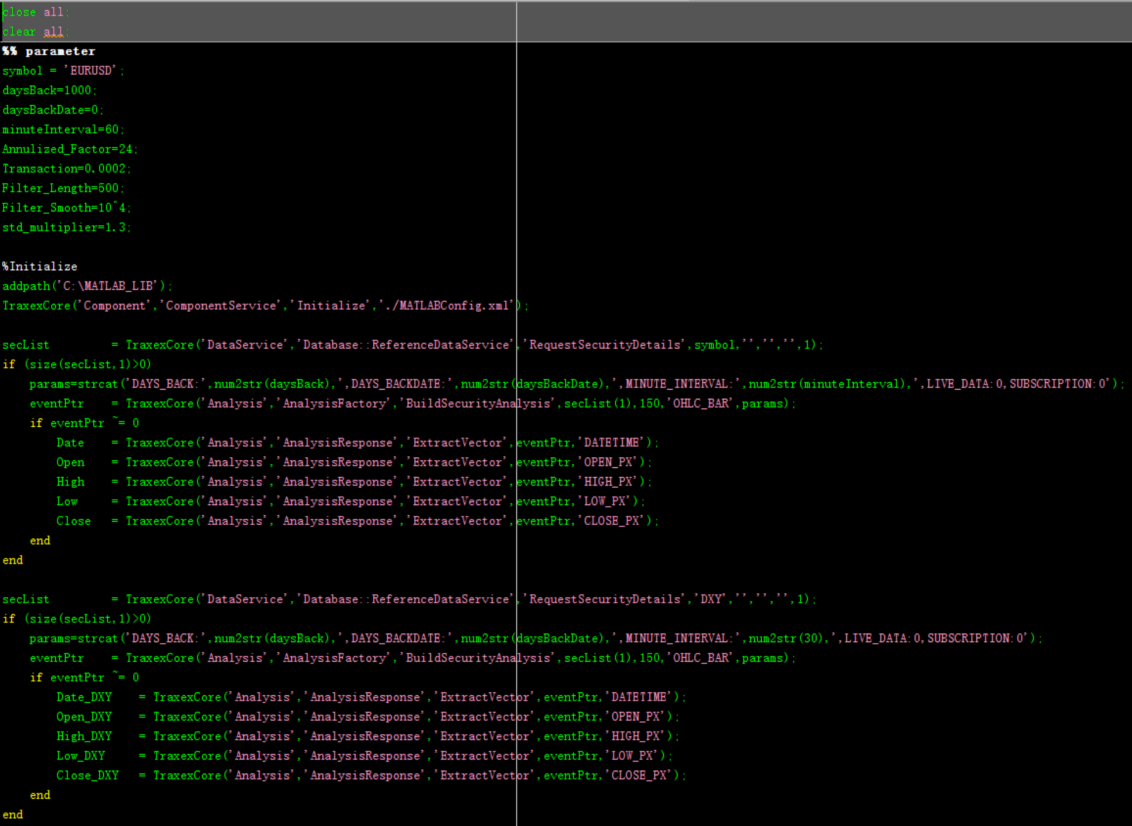 close all;
clear all;
%% parameter
symbol = 'EURUSD';
daysBack=1000;
daysBackDate=0;
minuteInterval=60;
Annulized_Factor=24;
Transaction=0.0002;
Filter_Length=500;
Filter_Smooth=10^4;
std_multiplier=1.3;
%Initialize
addpath('C:\MATLAB_LIB');
TraxexCore('Component','ComponentService','Initialize','./MATLABConfig.xml');
secList = TraxexCore('DataService','Database::ReferenceDataService','RequestSecurityDetails',symbol,'','','',1);
if (size(secList,1)>0)
params=strcat('DAYS_BACK:',num2str(daysBack),',DAYS_BACKDATE:',num2str(daysBackDate),',MINUTE_INTERVAL:',num2str(minuteInterval),',LIVE_DATA:0,SUBSCRIPTION:0');
eventPtr = TraxexCore('Analysis','AnalysisFactory','BuildSecurityAnalysis',secList(1),150,'OHLC_BAR',params);
if eventPtr ~= 0
Date = TraxexCore('Analysis','AnalysisResponse','ExtractVector',eventPtr,'DATETIME');
Open = TraxexCore('Analysis','AnalysisResponse','ExtractVector',eventPtr,'OPEN_PX');
High = TraxexCore('Analysis','AnalysisResponse','ExtractVector',eventPtr,'HIGH_PX');
Low = TraxexCore('Analysis','AnalysisResponse','ExtractVector',eventPtr,'LOW_PX');
Close = TraxexCore('Analysis','AnalysisResponse','ExtractVector',eventPtr,'CLOSE_PX');
end
end
secList = TraxexCore('DataService','Database::ReferenceDataService','RequestSecurityDetails','DXY','','','',1);
if (size(secList,1)>0)
params=strcat('DAYS_BACK:',num2str(daysBack),',DAYS_BACKDATE:',num2str(daysBackDate),',MINUTE_INTERVAL:',num2str(30),',LIVE_DATA:0,SUBSCRIPTION:0');
eventPtr = TraxexCore('Analysis','AnalysisFactory','BuildSecurityAnalysis',secList(1),150,'OHLC_BAR',params);
if eventPtr ~= 0
Date_DXY = TraxexCore('Analysis','AnalysisResponse','ExtractVector',eventPtr,'DATETIME');
Open_DXY = TraxexCore('Analysis','AnalysisResponse','ExtractVector',eventPtr,'OPEN_PX');
High_DXY = TraxexCore('Analysis','AnalysisResponse','ExtractVector',eventPtr,'HIGH_PX');
Low_DXY = TraxexCore('Analysis','AnalysisResponse','ExtractVector',eventPtr,'LOW_PX');
Close_DXY = TraxexCore('Analysis','AnalysisResponse','ExtractVector',eventPtr,'CLOSE_PX');
end
end